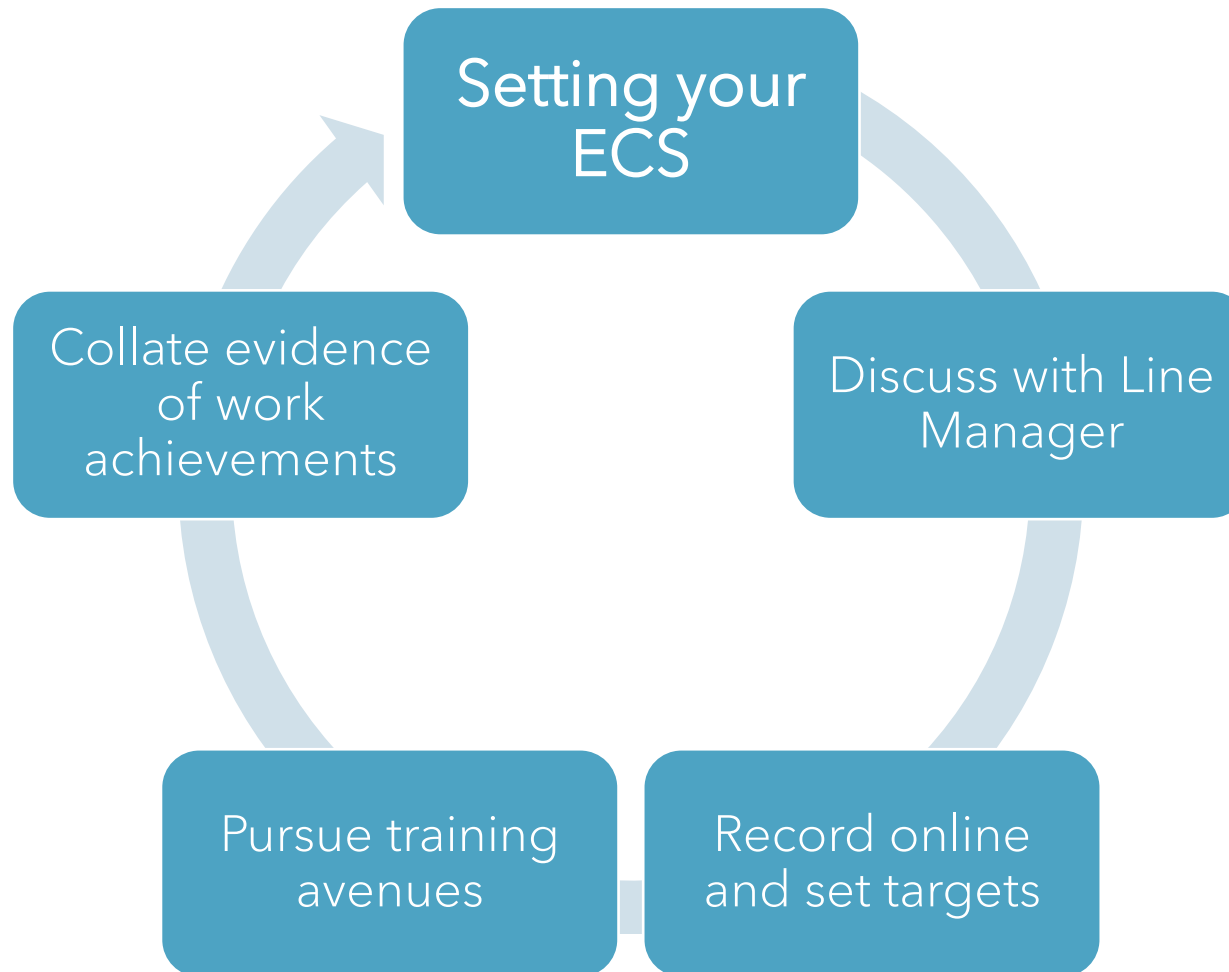 Setting your
ECS
Discuss with Line
Manager
Record online
and set targets
Pursue training
avenues
Collate evidence
of work
achievements